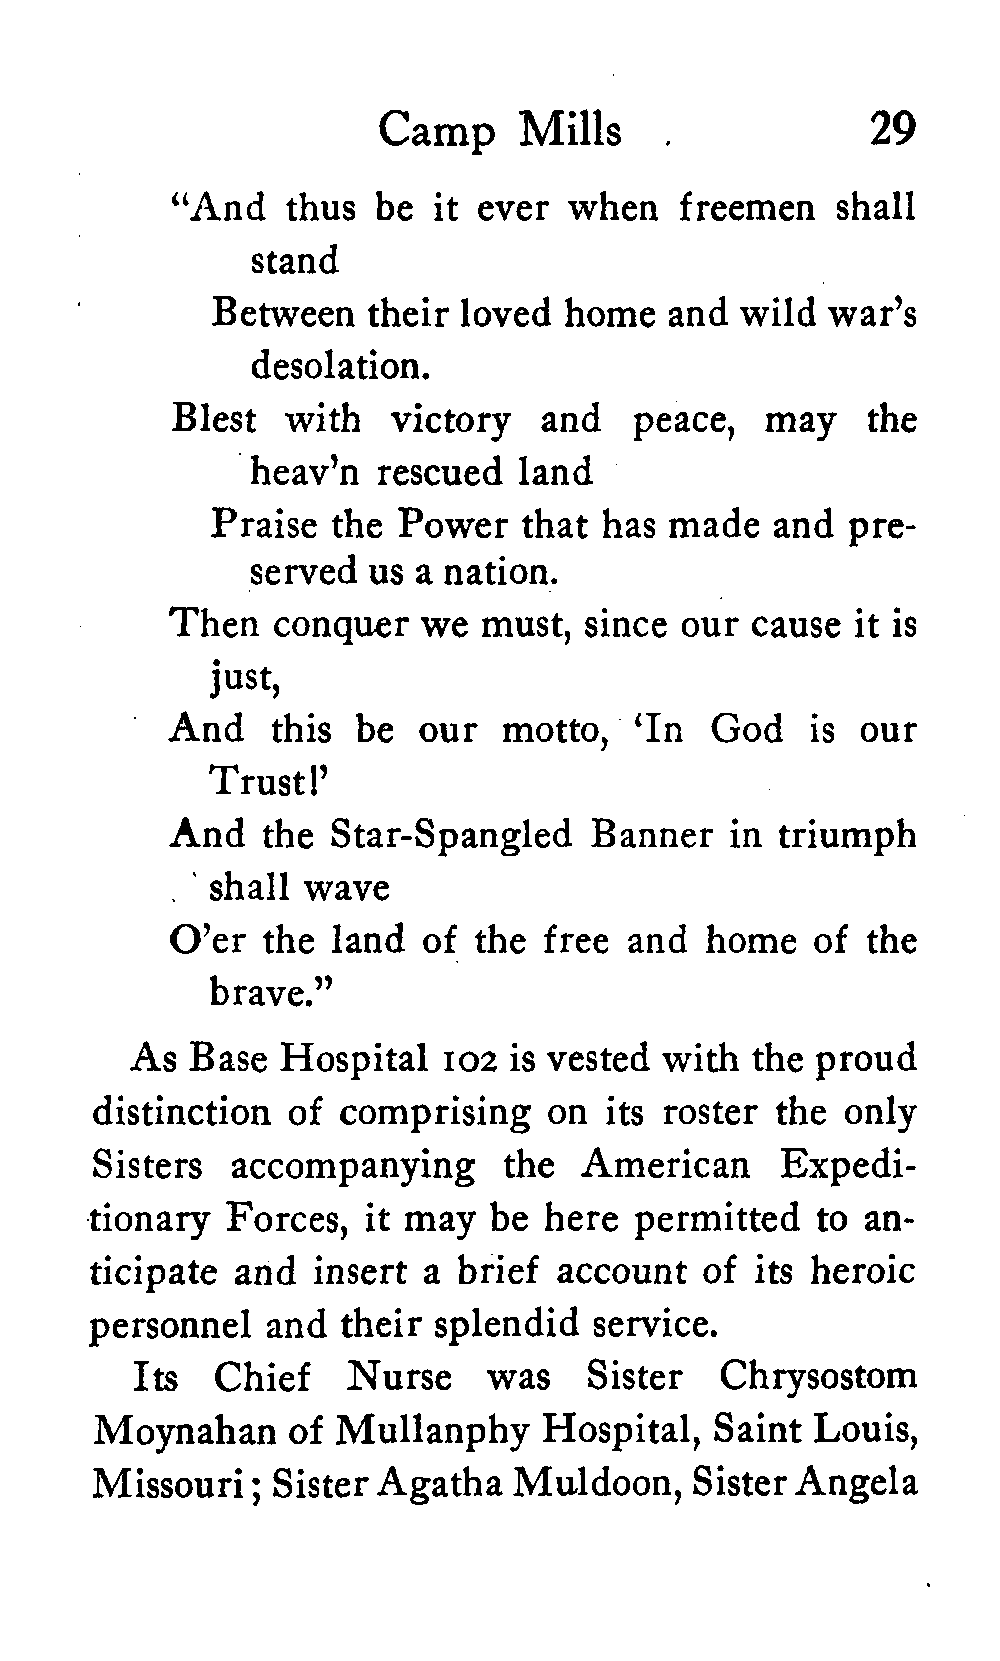 Camp Mills 29
“And thus be it ever when freemen shall
stand
Between their loved home and wild war’s
desolation.
Blest with victory and peace, may the
heav’n rescued land
Praise the Power that has made and pre-
served us a nation.
Then conquer we must, since our cause it is
just,
And this be our motto, ‘In God is our
Trust!’
And the Star-Spangled Banner in triumph
shall wave
O’er the land of the free and home of the
brave.”
As Base Hospital 102 is vested with the proud
distinction of comprising on its roster the only
Sisters accompanying the American Expedi-
tionary Forces, it may be here permitted to an-
ticipate and insert a brief account of its heroic
personnel and their splendid service.
Its Chief Nurse was Sister Chrysostom
Moynahan of Mullanphy Hospital, Saint Louis,
Missouri; Sister Agatha Muldoon, Sister Angela